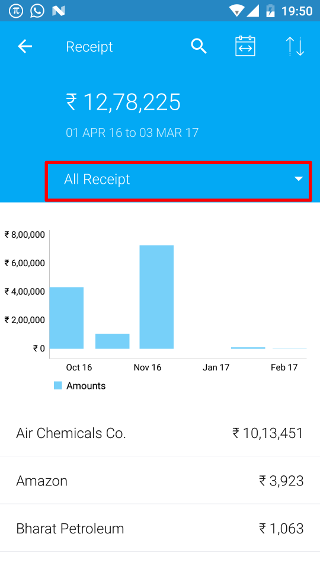 19:50
Receipt
₹ 12,78,225
01 APR 16 to 03 MAR 17
All Receipt
₹ 8,00,000
₹ 6,00,000
₹ 4,00,000
₹ 2,00,000
₹ 0
Oct 16 Nov 16 Jan 17 Feb 17
Amounts
Air Chemicals Co. ₹ 10,13,451
Amazon ₹ 3,923
Bharat Petroleum ₹ 1,063